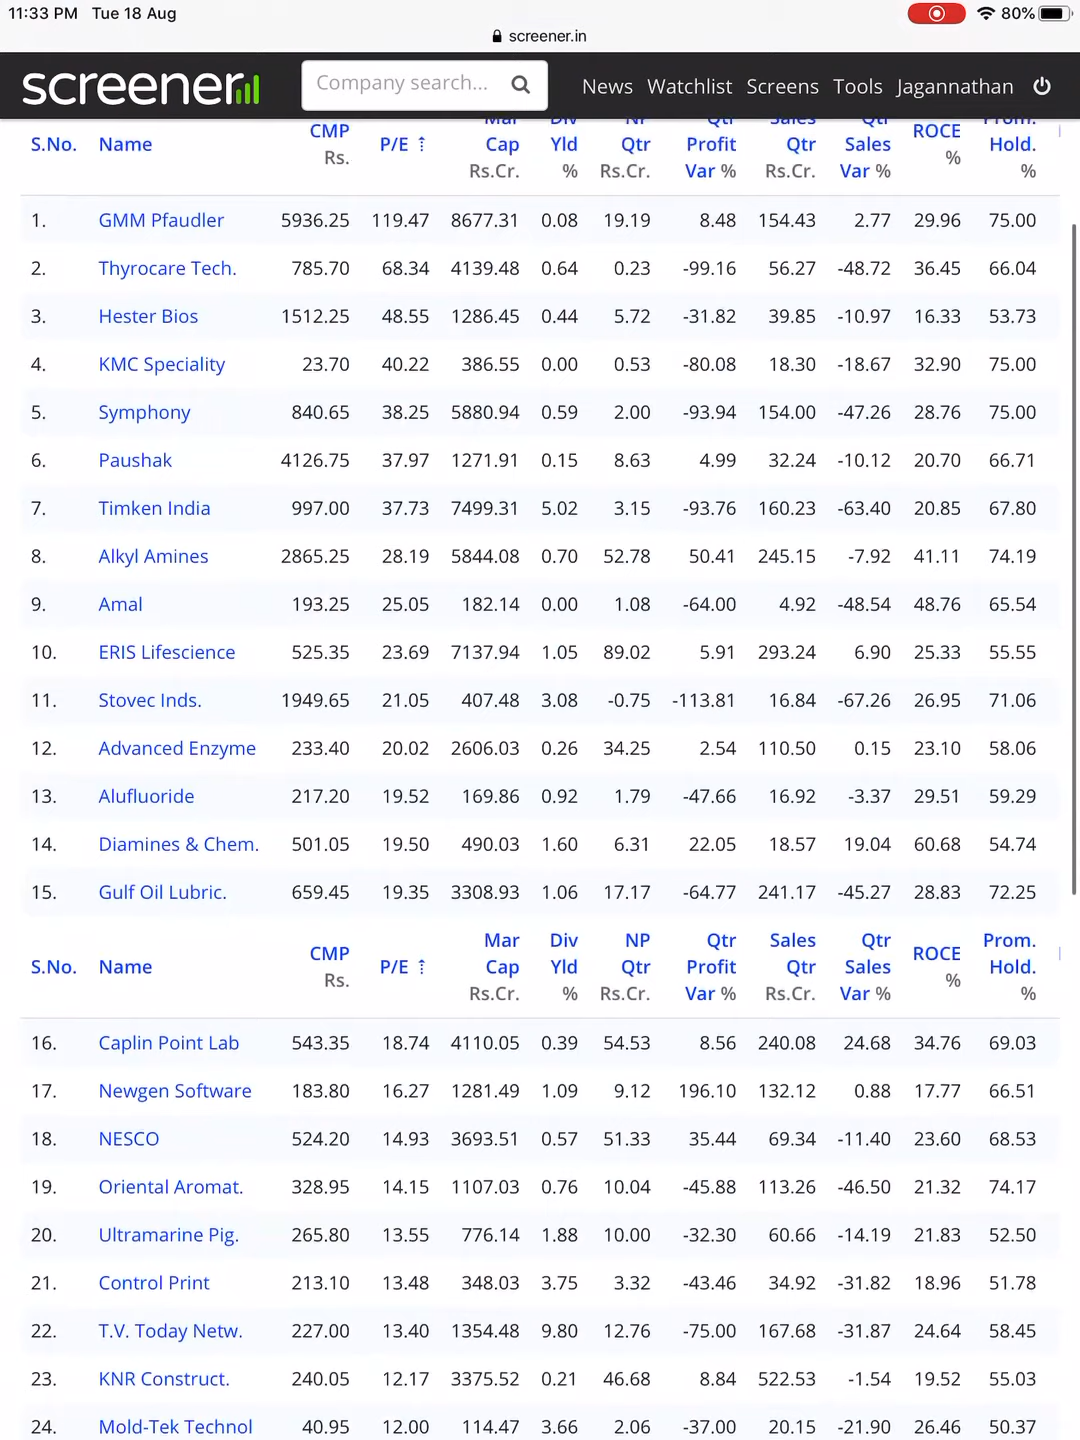 11:33 PM Tue 18 Aug 80%
screener.in
screener Company search... News Watchlist Screens Tools Jagannathan
S.No. Name CMP Rs. P/E Mar Cap Rs.Cr. Div Yld % NP Qtr Rs.Cr. Qtr Profit Var % Sales Qtr Rs.Cr. Qtr Sales Var % ROCE % Prom. Hold. %
1. GMM Pfaudler 5936.25 119.47 8677.31 0.08 19.19 8.48 154.43 2.77 29.96 75.00
2. Thyrocare Tech. 785.70 68.34 4139.48 0.64 0.23 -99.16 56.27 -48.72 36.45 66.04
3. Hester Bios 1512.25 48.55 1286.45 0.44 5.72 -31.82 39.85 -10.97 16.33 53.73
4. KMC Speciality 23.70 40.22 386.55 0.00 0.53 -80.08 18.30 -18.67 32.90 75.00
5. Symphony 840.65 38.25 5880.94 0.59 2.00 -93.94 154.00 -47.26 28.76 75.00
6. Paushak 4126.75 37.97 1271.91 0.15 8.63 4.99 32.24 -10.12 20.70 66.71
7. Timken India 997.00 37.73 7499.31 5.02 3.15 -93.76 160.23 -63.40 20.85 67.80
8. Alkyl Amines 2865.25 28.19 5844.08 0.70 52.78 50.41 245.15 -7.92 41.11 74.19
9. Amal 193.25 25.05 182.14 0.00 1.08 -64.00 4.92 -48.54 48.76 65.54
10. ERIS Lifescience 525.35 23.69 7137.94 1.05 89.02 5.91 293.24 6.90 25.33 55.55
11. Stovec Inds. 1949.65 21.05 407.48 3.08 -0.75 -113.81 16.84 -67.26 26.95 71.06
12. Advanced Enzyme 233.40 20.02 2606.03 0.26 34.25 2.54 110.50 0.15 23.10 58.06
13. Alufluoride 217.20 19.52 169.86 0.92 1.79 -47.66 16.92 -3.37 29.51 59.29
14. Diamines & Chem. 501.05 19.50 490.03 1.60 6.31 22.05 18.57 19.04 60.68 54.74
15. Gulf Oil Lubric. 659.45 19.35 3308.93 1.06 17.17 -64.77 241.17 -45.27 28.83 72.25
S.No. Name CMP Rs. P/E Mar Cap Rs.Cr. Div Yld % NP Qtr Rs.Cr. Qtr Profit Var % Sales Qtr Rs.Cr. Qtr Sales Var % ROCE % Prom. Hold. %
16. Caplin Point Lab 543.35 18.74 4110.05 0.39 54.53 8.56 240.08 24.68 34.76 69.03
17. Newgen Software 183.80 16.27 1281.49 1.09 9.12 196.10 132.12 0.88 17.77 66.51
18. NESCO 524.20 14.93 3693.51 0.57 51.33 35.44 69.34 -11.40 23.60 68.53
19. Oriental Aromat. 328.95 14.15 1107.03 0.76 10.04 -45.88 113.26 -46.50 21.32 74.17
20. Ultramarine Pig. 265.80 13.55 776.14 1.88 10.00 -32.30 60.66 -14.19 21.83 52.50
21. Control Print 213.10 13.48 348.03 3.75 3.32 -43.46 34.92 -31.82 18.96 51.78
22. T.V. Today Netw. 227.00 13.40 1354.48 9.80 12.76 -75.00 167.68 -31.87 24.64 58.45
23. KNR Construct. 240.05 12.17 3375.52 0.21 46.68 8.84 522.53 -1.54 19.52 55.03
24. Mold-Tek Technol 40.95 12.00 114.47 3.66 2.06 -37.00 20.15 -21.90 26.46 50.37